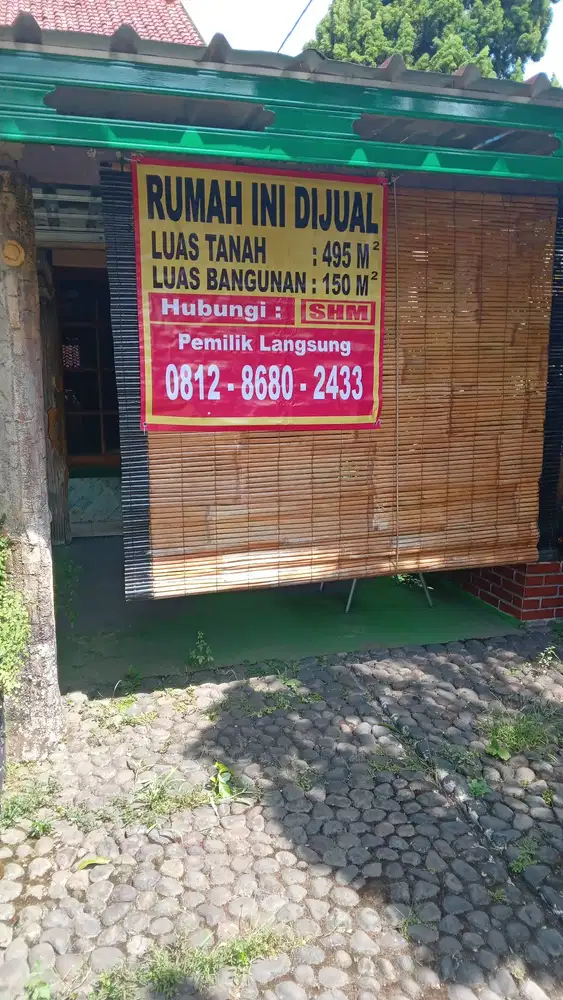 RUMAH INI DIJUAL
LUAS TANAH : 495 M²
LUAS BANGUNAN : 150 M²
Hubungi : SHM
Pemilik Langsung
0812 - 8680 - 2433